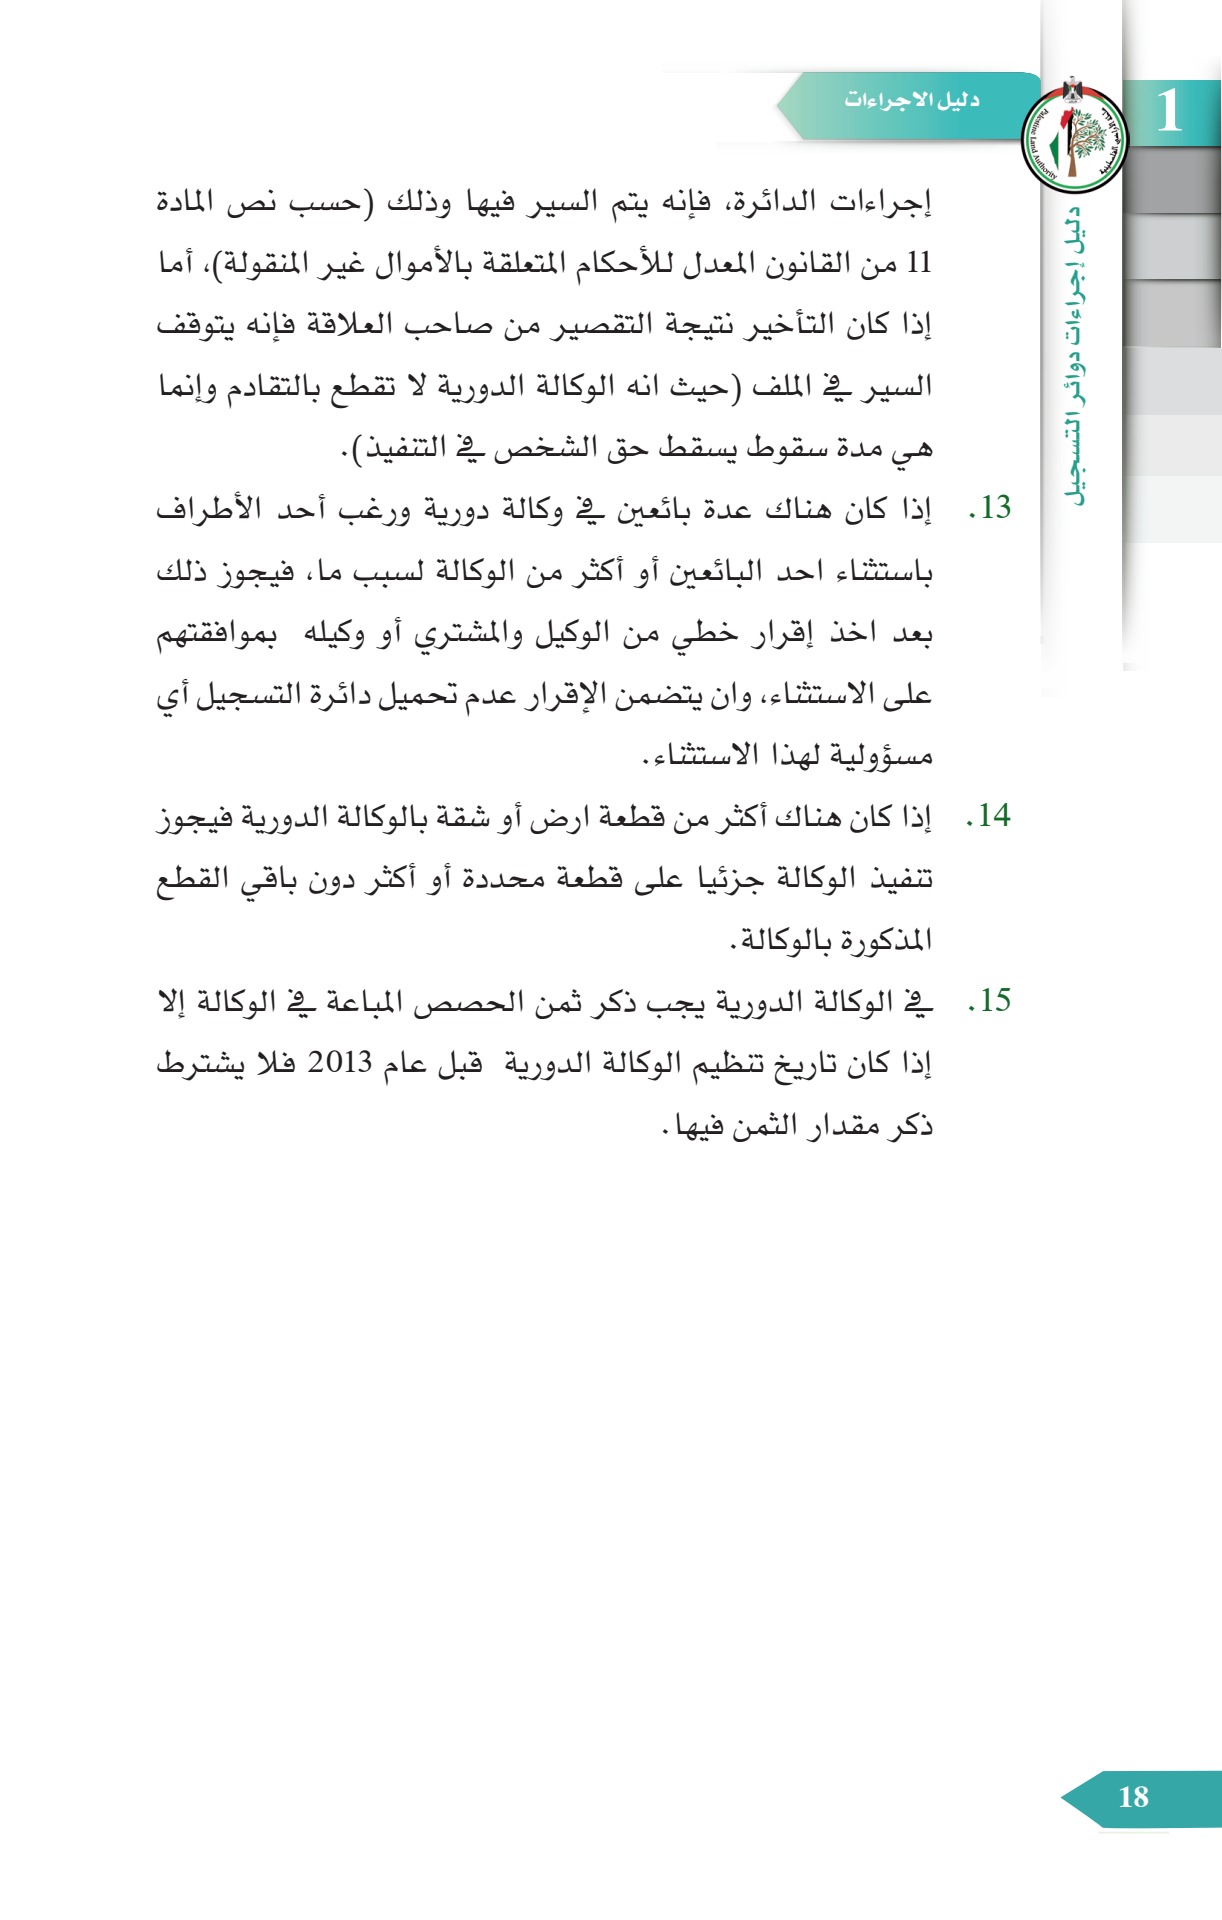 دليل الاجراءات
1
Palestine Land Authority
دليل إجراءات دوائر التسجيل
إجراءات الدائرة، فإنه يتم السير فيها وذلك (حسب نص المادة
11 من القانون المعدل للأحكام المتعلقة بالأموال غير المنقولة)، أما
إذا كان التأخير نتيجة التقصير من صاحب العلاقة فإنه يتوقف
السير في الملف (حيث انه الوكالة الدورية لا تقطع بالتقادم وإنما
هي مدة سقوط يسقط حق الشخص في التنفيذ).
13. إذا كان هناك عدة بائعين في وكالة دورية ورغب أحد الأطراف
باستثناء احد البائعين أو أكثر من الوكالة لسبب ما، فيجوز ذلك
بعد اخذ إقرار خطي من الوكيل والمشتري أو وكيله بموافقتهم
على الاستثناء، وان يتضمن الإقرار عدم تحميل دائرة التسجيل أي
مسؤولية لهذا الاستثناء.
14. إذا كان هناك أكثر من قطعة ارض أو شقة بالوكالة الدورية فيجوز
تنفيذ الوكالة جزئيا على قطعة محددة أو أكثر دون باقي القطع
المذكورة بالوكالة.
15. في الوكالة الدورية يجب ذكر ثمن الحصص المباعة في الوكالة إلا
إذا كان تاريخ تنظيم الوكالة الدورية قبل عام 2013 فلا يشترط
ذكر مقدار الثمن فيها.
18